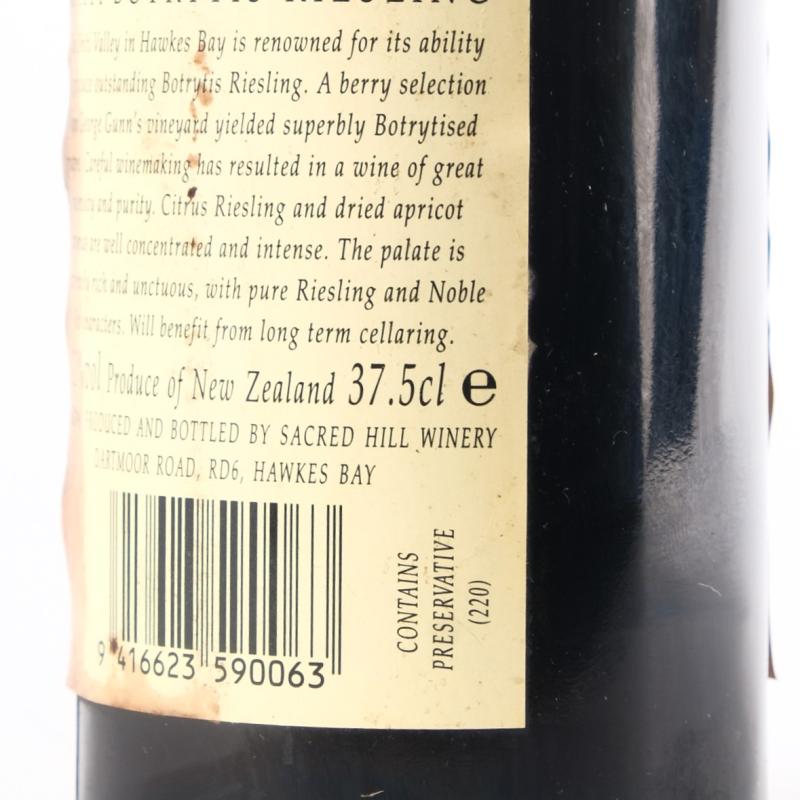 BOTRYTIS RIESLING
Valley in Hawkes Bay is renowned for its ability
outstanding Botrytis Riesling. A berry selection
George Gunn's vineyard yielded superbly Botrytised
Careful winemaking has resulted in a wine of great
and purity. Citrus Riesling and dried apricot
are well concentrated and intense. The palate is
rich and unctuous, with pure Riesling and Noble
characters. Will benefit from long term cellaring.
Produce of New Zealand 37.5cl e
PRODUCED AND BOTTLED BY SACRED HILL WINERY
DARTMOOR ROAD, RD6, HAWKES BAY
CONTAINS
PRESERVATIVE
(220)
9 416623 590063